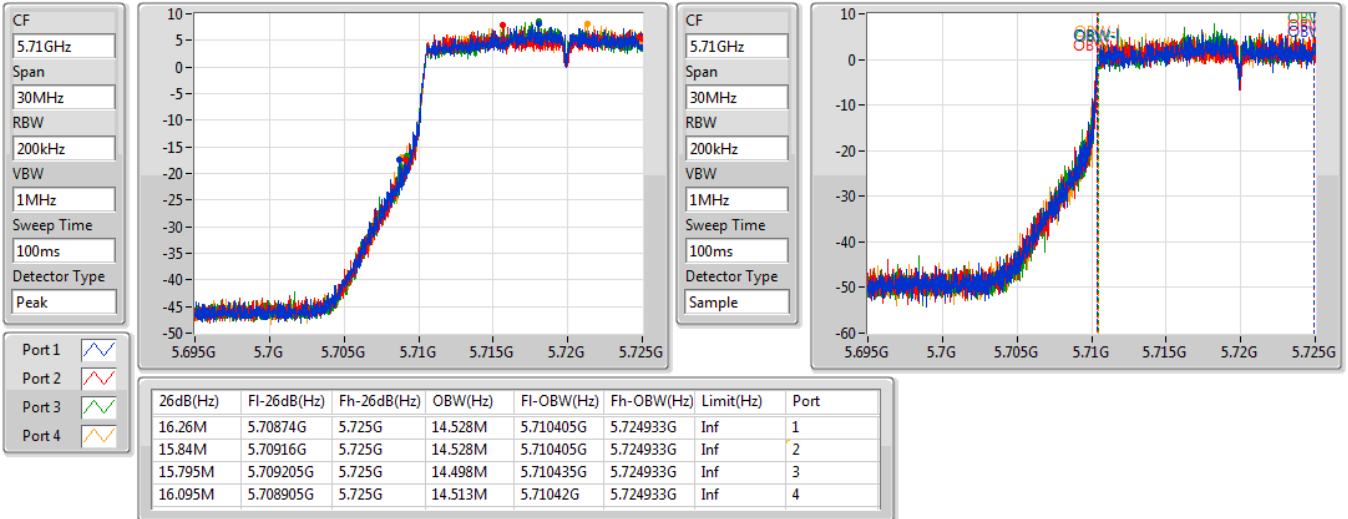 CF
5.71GHz
Span
30MHz
RBW
200kHz
VBW
1MHz
Sweep Time
100ms
Detector Type
Peak
10
5
0
-5
-10
-15
-20
-25
-30
-35
-40
-45
-50
5.695G 5.7G 5.705G 5.71G 5.715G 5.72G 5.725G
CF
5.71GHz
Span
30MHz
RBW
200kHz
VBW
1MHz
Sweep Time
100ms
Detector Type
Sample
10
0
-10
-20
-30
-40
-50
-60
5.695G 5.7G 5.705G 5.71G 5.715G 5.72G 5.725G
Port 1
Port 2
Port 3
Port 4
26dB(Hz) Fl-26dB(Hz) Fh-26dB(Hz) OBW(Hz) Fl-OBW(Hz) Fh-OBW(Hz) Limit(Hz) Port
16.26M 5.70874G 5.725G 14.528M 5.710405G 5.724933G Inf 1
15.84M 5.70916G 5.725G 14.528M 5.710405G 5.724933G Inf 2
15.795M 5.709205G 5.725G 14.498M 5.710435G 5.724933G Inf 3
16.095M 5.708905G 5.725G 14.513M 5.71042G 5.724933G Inf 4